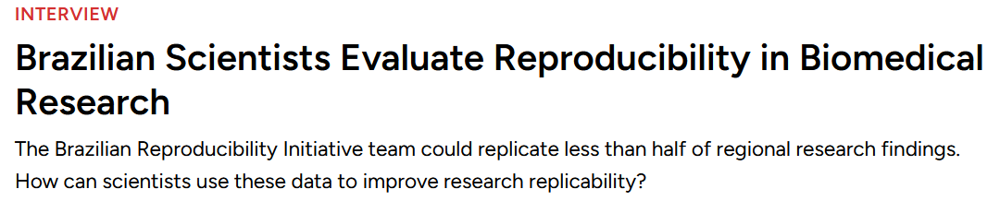 INTERVIEW
Brazilian Scientists Evaluate Reproducibility in Biomedical
Research
The Brazilian Reproducibility Initiative team could replicate less than half of regional research findings.
How can scientists use these data to improve research replicability?